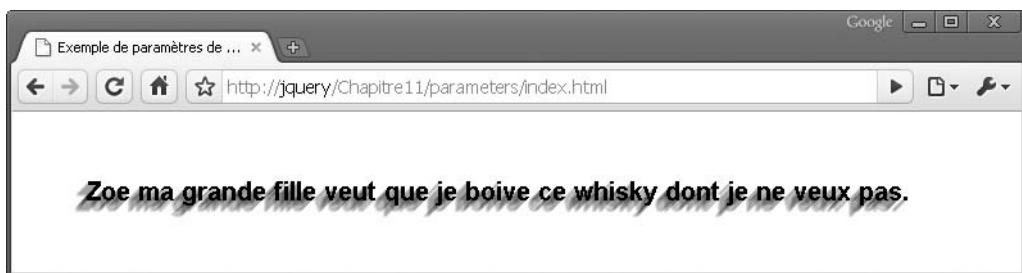 Google
Exemple de paramètres de ...
http://jquery/Chapitre11/parameters/index.html
Zoe ma grande fille veut que je boive ce whisky dont je ne veux pas.